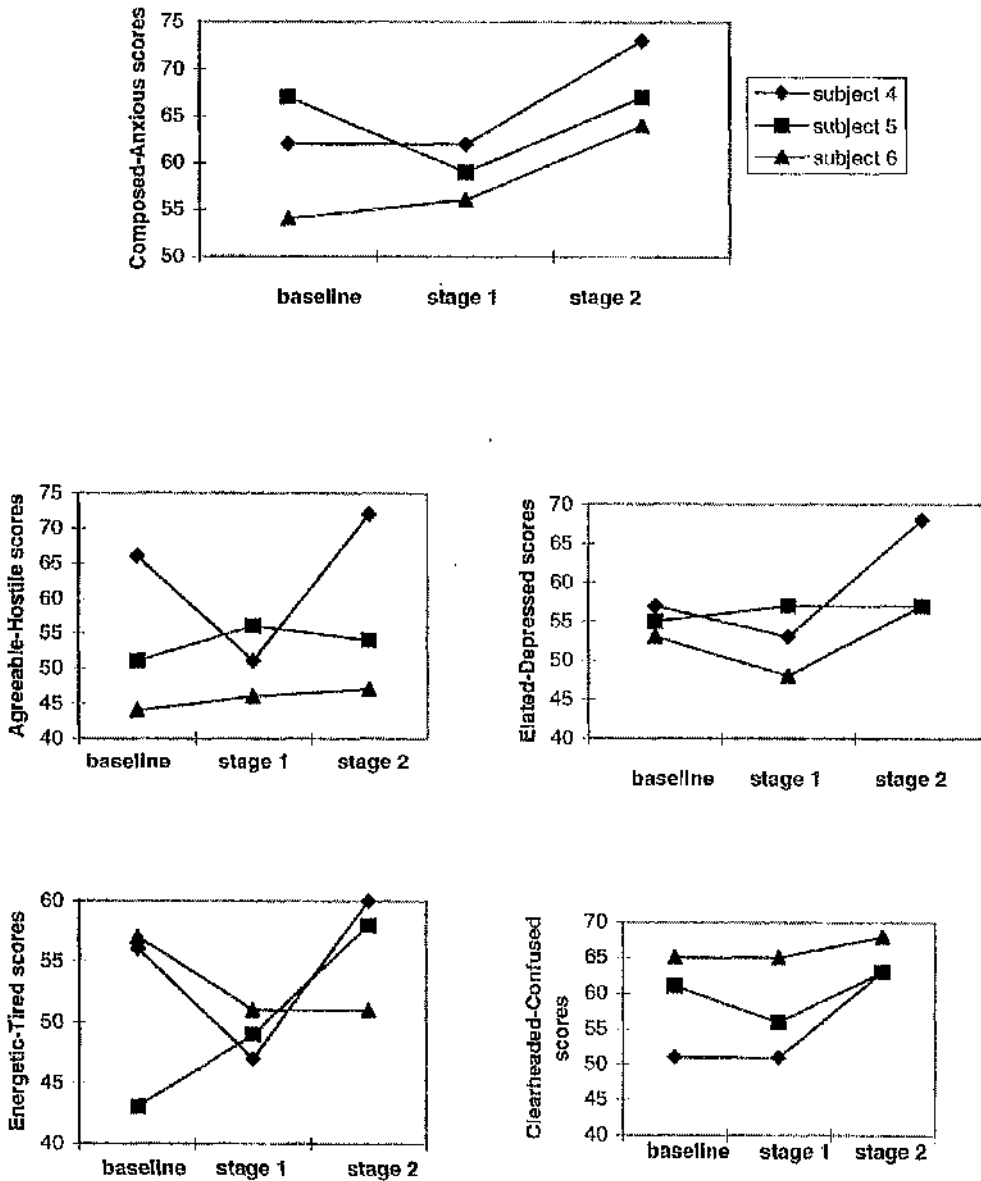 Composed-Anxious scores
75
70
65
60
55
50
baseline stage 1 stage 2
subject 4
subject 5
subject 6
Agreeable-Hostile scores
75
70
65
60
55
50
45
40
baseline stage 1 stage 2
Elated-Depressed scores
70
65
60
55
50
45
40
baseline stage 1 stage 2
Energetic-Tired scores
60
55
50
45
40
baseline stage 1 stage 2
Clearheaded-Confused
scores
70
65
60
55
50
45
40
baseline stage 1 stage 2